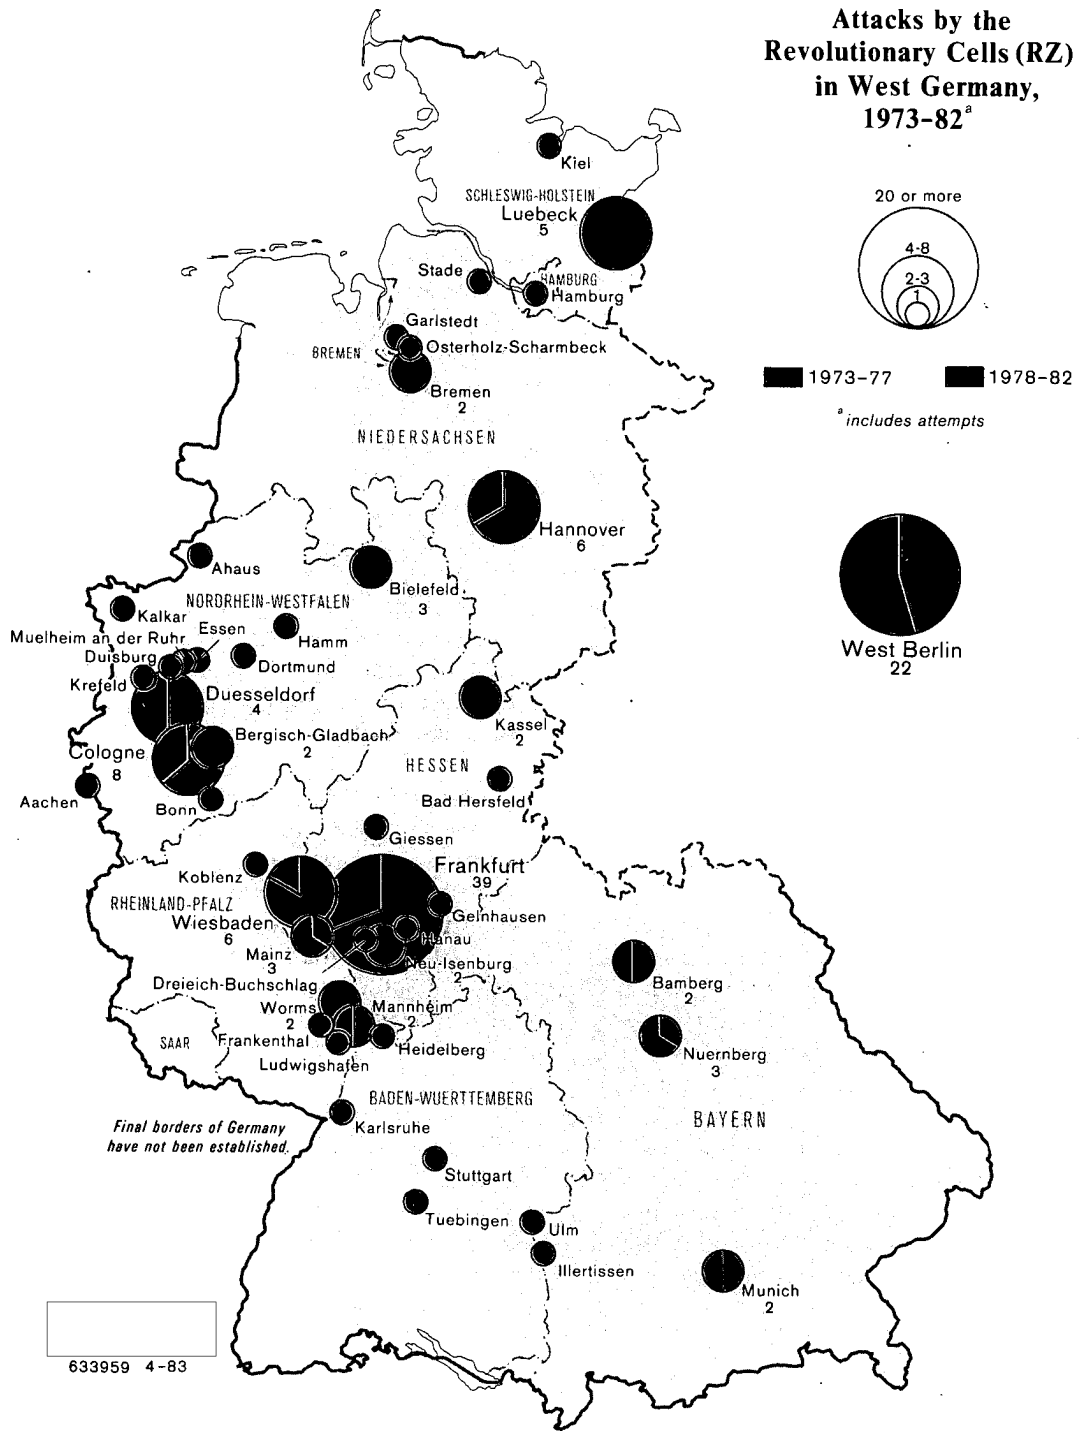 Attacks by the
Revolutionary Cells (RZ)
in West Germany,
1973-82ª
20 or more
4-8
2-3
1
1973-77
1978-82
ª includes attempts
Kiel
SCHLESWIG-HOLSTEIN
Luebeck
5
Stade
HAMBURG
Hamburg
Garlstedt
BREMEN
Osterholz-Scharmbeck
Bremen
2
NIEDERSACHSEN
Hannover
6
West Berlin
22
Ahaus
Bielefeld
3
NORDRHEIN-WESTFALEN
Kalkar
Muelheim an der Ruhr
Essen
Hamm
Duisburg
Dortmund
Krefeld
Duesseldorf
4
Kassel
2
Bergisch-Gladbach
2
Cologne
8
HESSEN
Aachen
Bonn
Bad Hersfeld
Giessen
Koblenz
Frankfurt
39
RHEINLAND-PFALZ
Wiesbaden
6
Gelnhausen
Hanau
Mainz
3
Neu-Isenburg
2
Dreieich-Buchschlag
Bamberg
2
Worms
2
Mannheim
2
SAAR
Frankenthal
Heidelberg
Ludwigshafen
Nuernberg
3
BADEN-WUERTTEMBERG
BAYERN
Karlsruhe
Final borders of Germany
have not been established.
Stuttgart
Tuebingen
Ulm
Illertissen
Munich
2
633959 4-83